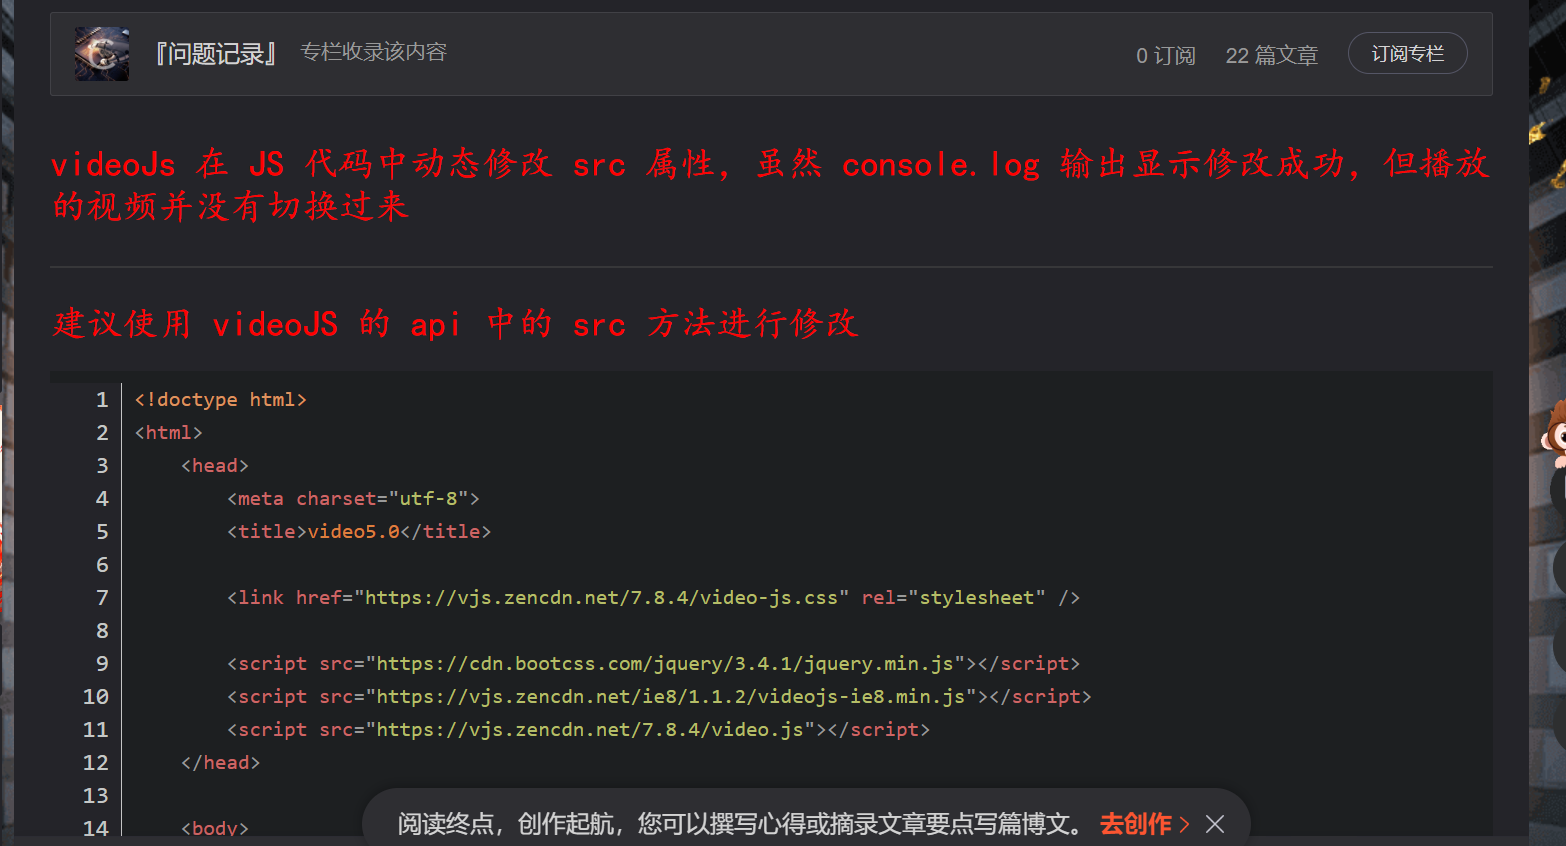 『问题记录』 专栏收录该内容 0 订阅 22 篇文章 订阅专栏
videoJs 在 JS 代码中动态修改 src 属性，虽然 console.log 输出显示修改成功，但播放
的视频并没有切换过来
建议使用 videoJS 的 api 中的 src 方法进行修改
1 <!doctype html>
2 <html>
3 <head>
4 <meta charset="utf-8">
5 <title>video5.0</title>
6
7 <link href="https://vjs.zencdn.net/7.8.4/video-js.css" rel="stylesheet" />
8
9 <script src="https://cdn.bootcss.com/jquery/3.4.1/jquery.min.js"></script>
10 <script src="https://vjs.zencdn.net/ie8/1.1.2/videojs-ie8.min.js"></script>
11 <script src="https://vjs.zencdn.net/7.8.4/video.js"></script>
12 </head>
13
14 <body>
阅读终点，创作起航，您可以撰写心得或摘录文章要点写篇博文。 去创作